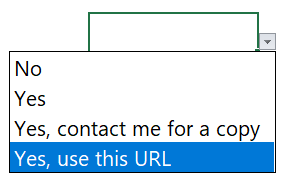 No
Yes
Yes, contact me for a copy
Yes, use this URL